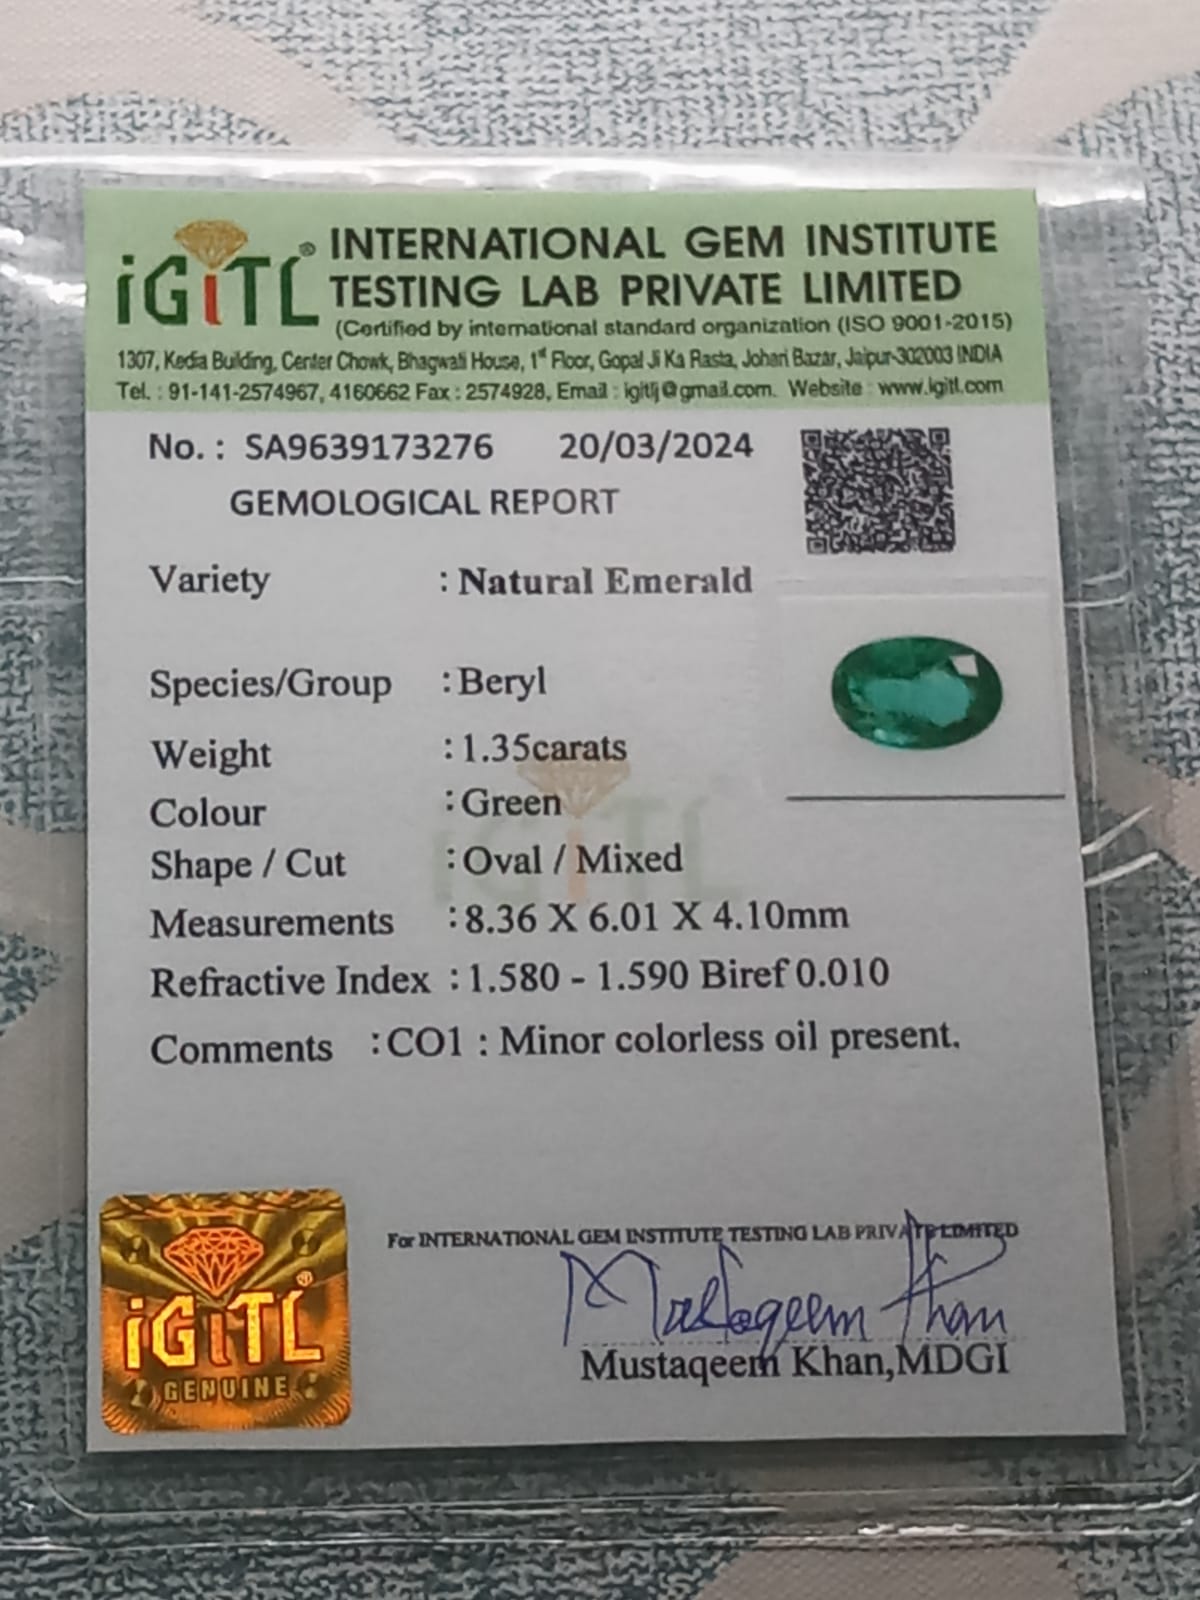 iGiTL® INTERNATIONAL GEM INSTITUTE
TESTING LAB PRIVATE LIMITED
(Certified by international standard organization (ISO 9001-2015)
1307, Kedia Building, Center Chowk, Bhagwati House, 1st Floor, Gopal Ji Ka Rasta, Johari Bazar, Jaipur-302003 INDIA
Tel. : 91-141-2574967, 4160662 Fax : 2574928, Email : igitlj@gmail.com. Website : www.igitl.com
No. : SA9639173276 20/03/2024
GEMOLOGICAL REPORT
Variety : Natural Emerald
Species/Group : Beryl
Weight : 1.35carats
Colour : Green
Shape / Cut : Oval / Mixed
iGiTL
Measurements : 8.36 X 6.01 X 4.10mm
Refractive Index : 1.580 - 1.590 Biref 0.010
Comments : CO1 : Minor colorless oil present.
For INTERNATIONAL GEM INSTITUTE TESTING LAB PRIVATE LIMITED
Mustaqeem Khan
Mustaqeem Khan,MDGI
iGiTL®
GENUINE